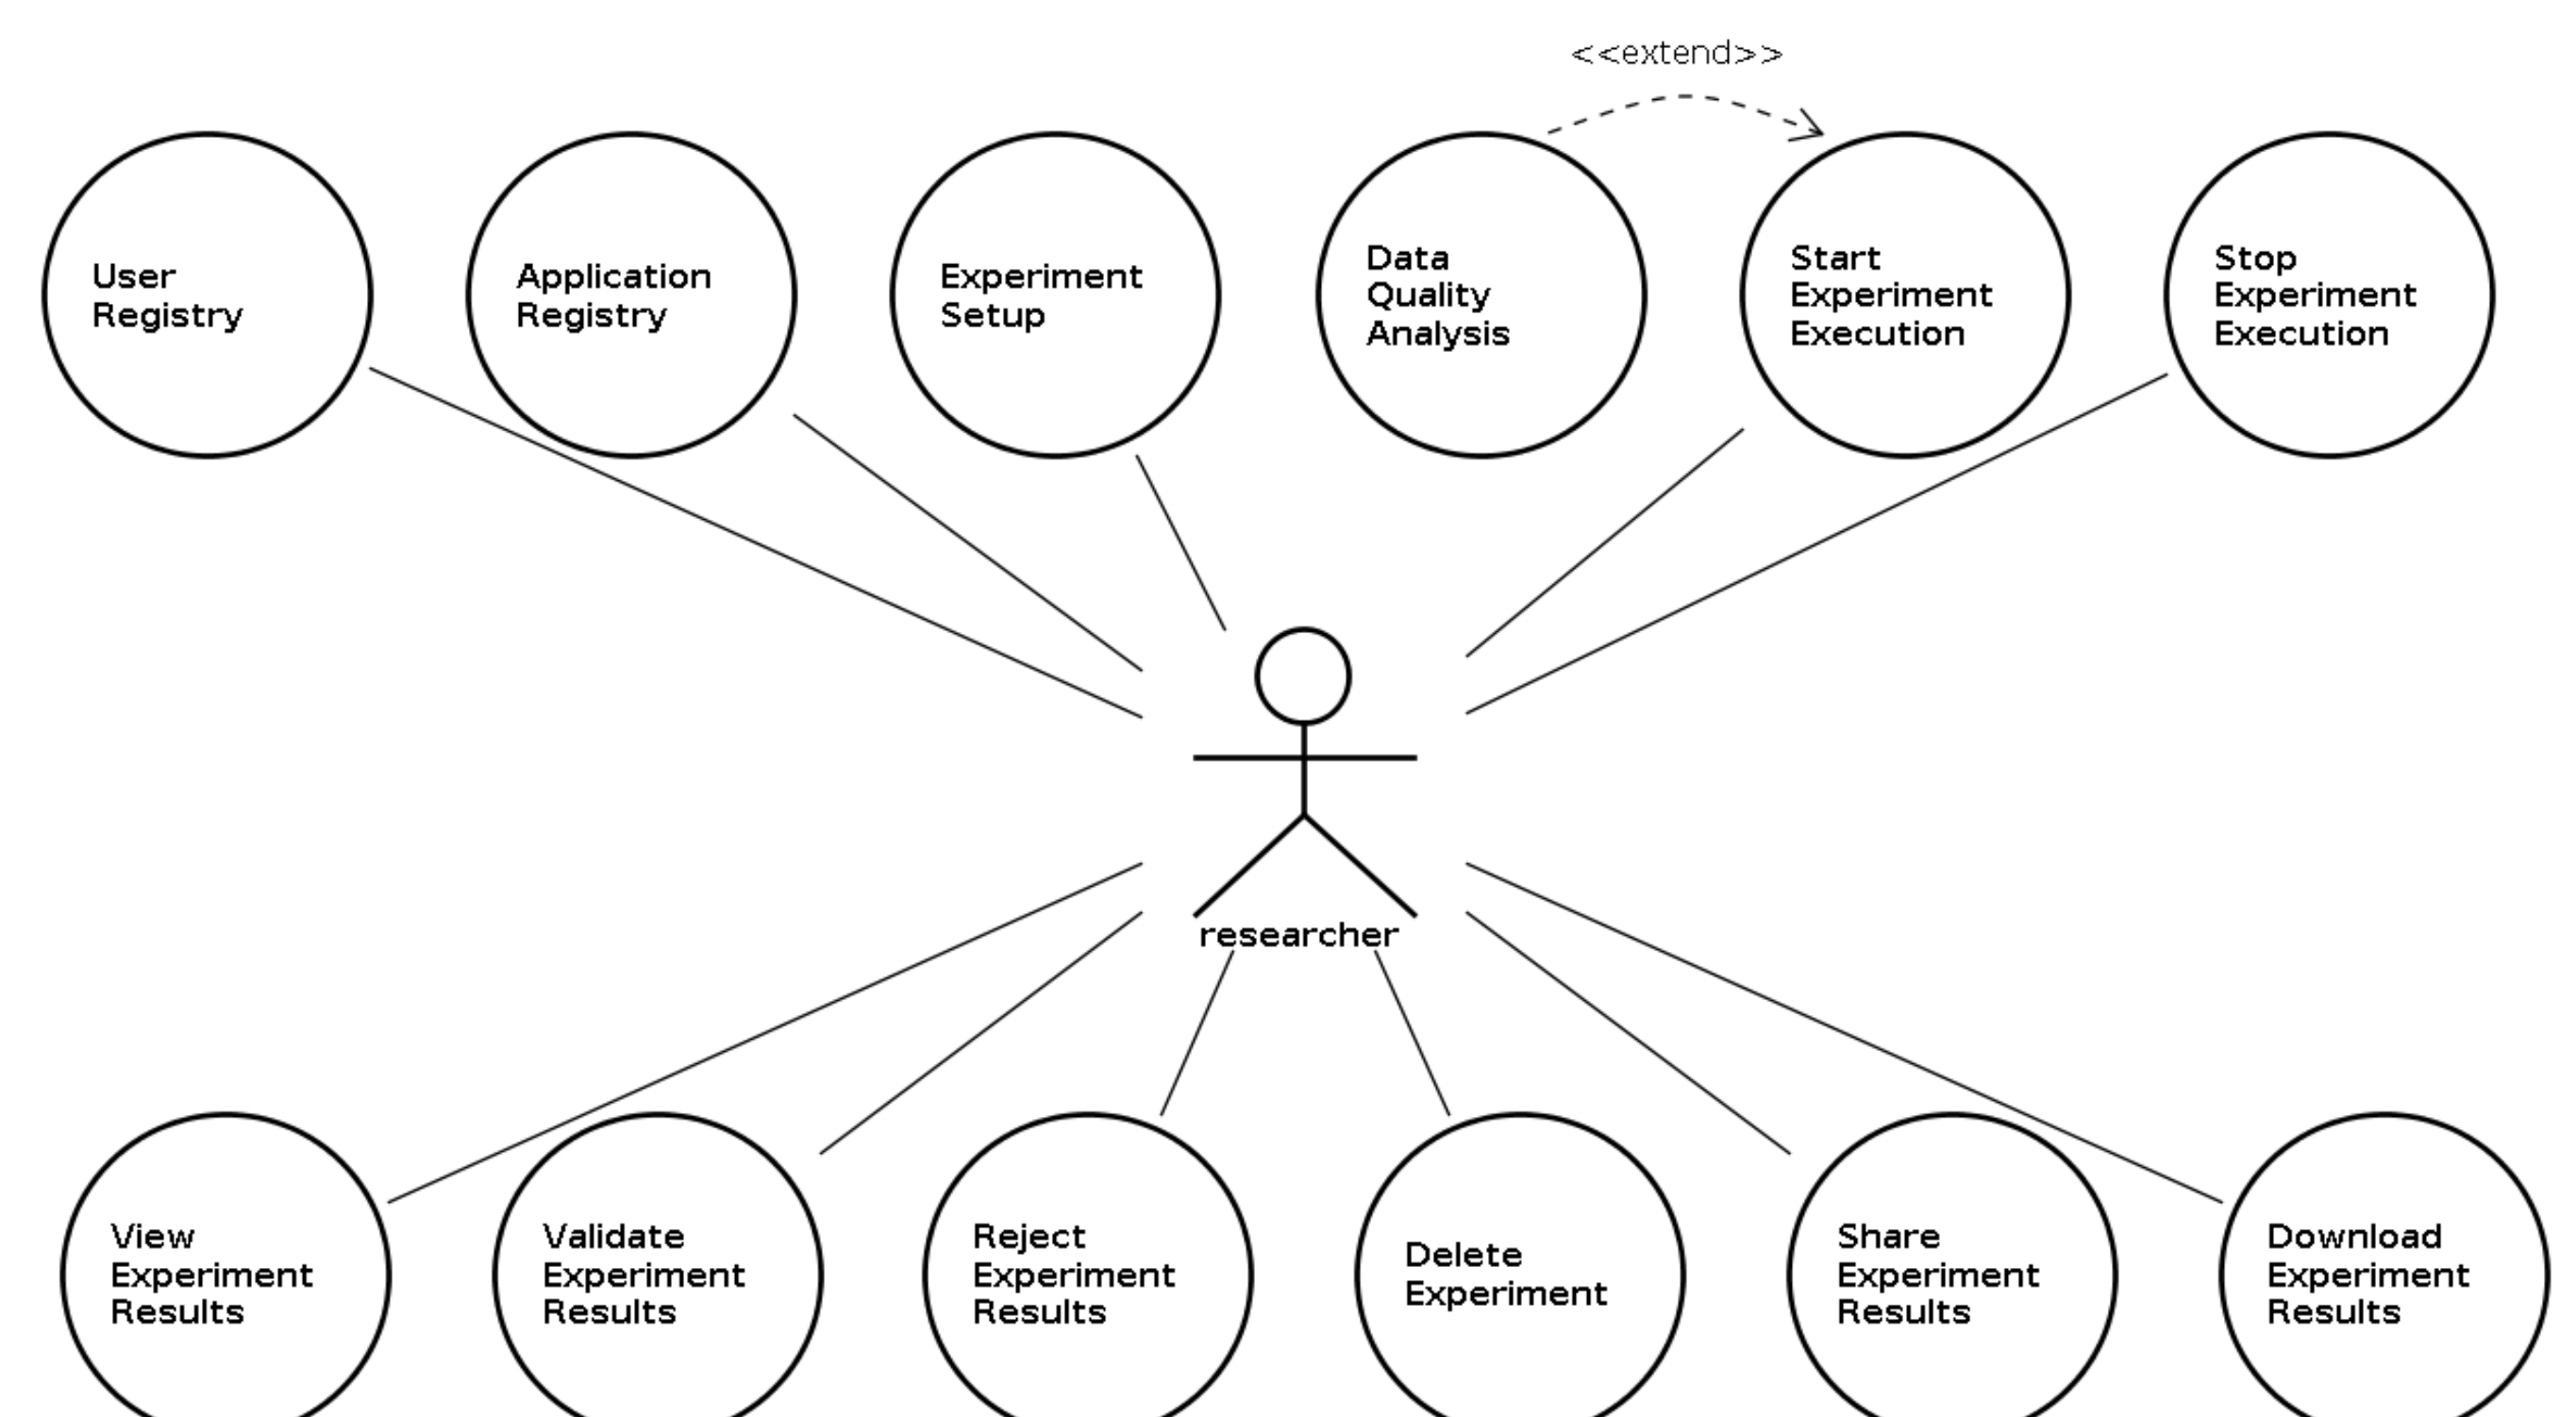 <<extend>>
User
Registry
Application
Registry
Experiment
Setup
Data
Quality
Analysis
Start
Experiment
Execution
Stop
Experiment
Execution
researcher
View
Experiment
Results
Validate
Experiment
Results
Reject
Experiment
Results
Delete
Experiment
Share
Experiment
Results
Download
Experiment
Results